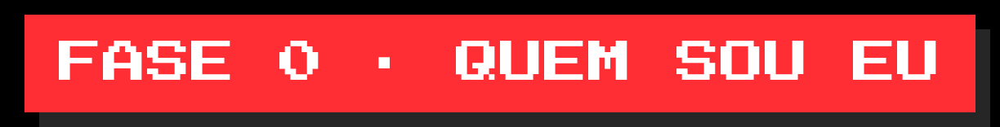 FASE 0 · QUEM SOU EU